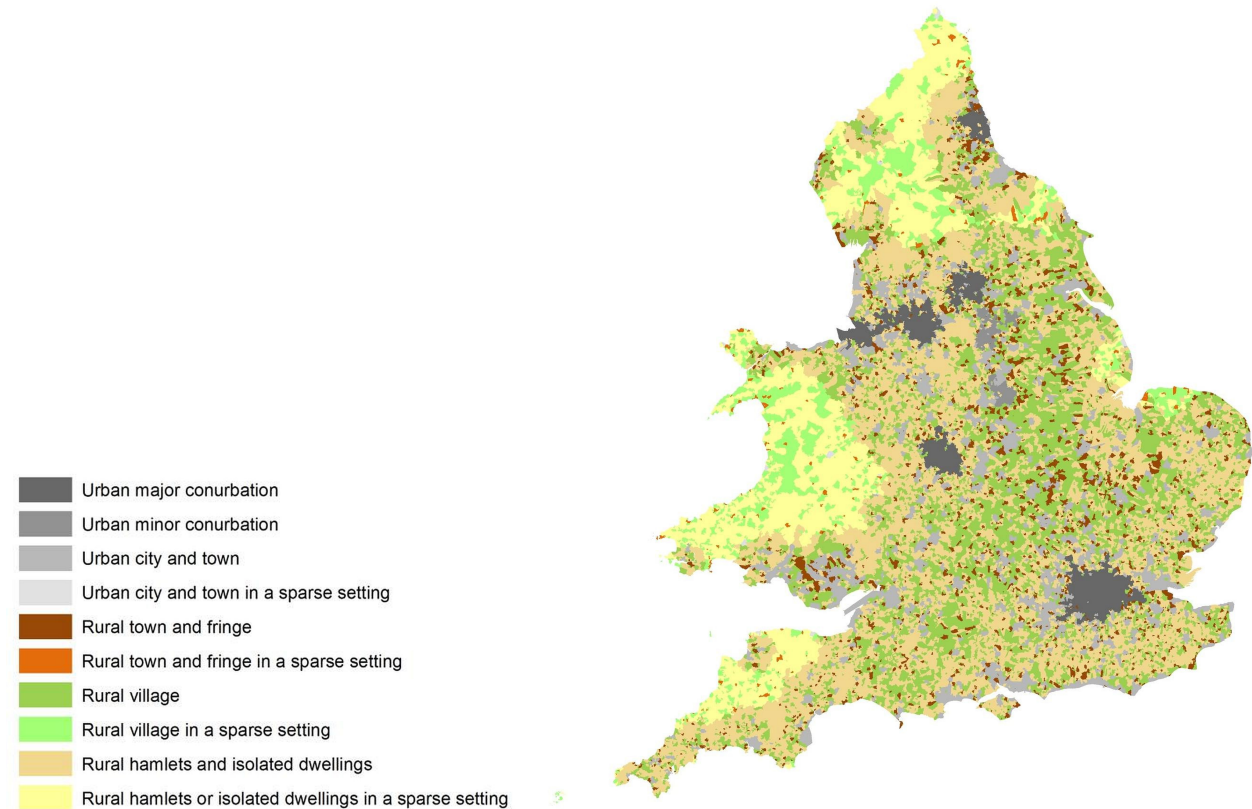 Urban major conurbation
Urban minor conurbation
Urban city and town
Urban city and town in a sparse setting
Rural town and fringe
Rural town and fringe in a sparse setting
Rural village
Rural village in a sparse setting
Rural hamlets and isolated dwellings
Rural hamlets or isolated dwellings in a sparse setting